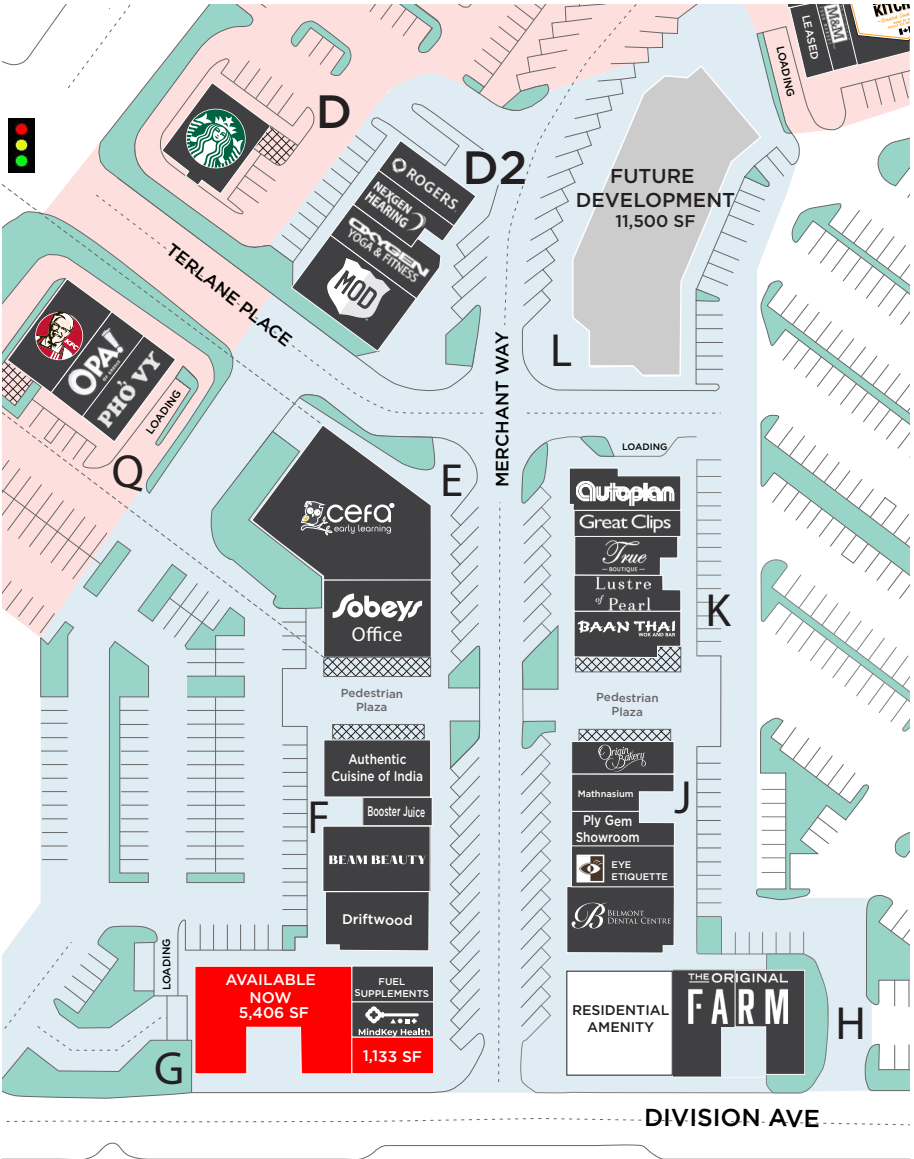 M&M
LEASED
KITCH
LOADING
D
D2
ROGERS
NEXGEN
HEARING
OXYGEN
YOGA & FITNESS
MOD
FUTURE
DEVELOPMENT
11,500 SF
TERLANE PLACE
KFC
OPA!
PHỞ VY
LOADING
Q
L
MERCHANT WAY
E
cefa
early learning
Sobeys
Office
Pedestrian
Plaza
LOADING
autoplan
Great Clips
True
— BOUTIQUE —
Lustre
of Pearl
BAAN THAI
WOK AND BAR
K
Pedestrian
Plaza
Authentic
Cuisine of India
Booster Juice
F
BEAM BEAUTY
Driftwood
Origin
Bakery
Mathnasium
J
Ply Gem
Showroom
EYE
ETIQUETTE
B BELMONT
DENTAL CENTRE
LOADING
AVAILABLE
NOW
5,406 SF
FUEL
SUPPLEMENTS
MindKey Health
1,133 SF
G
RESIDENTIAL
AMENITY
THE ORIGINAL
FARM
H
DIVISION AVE